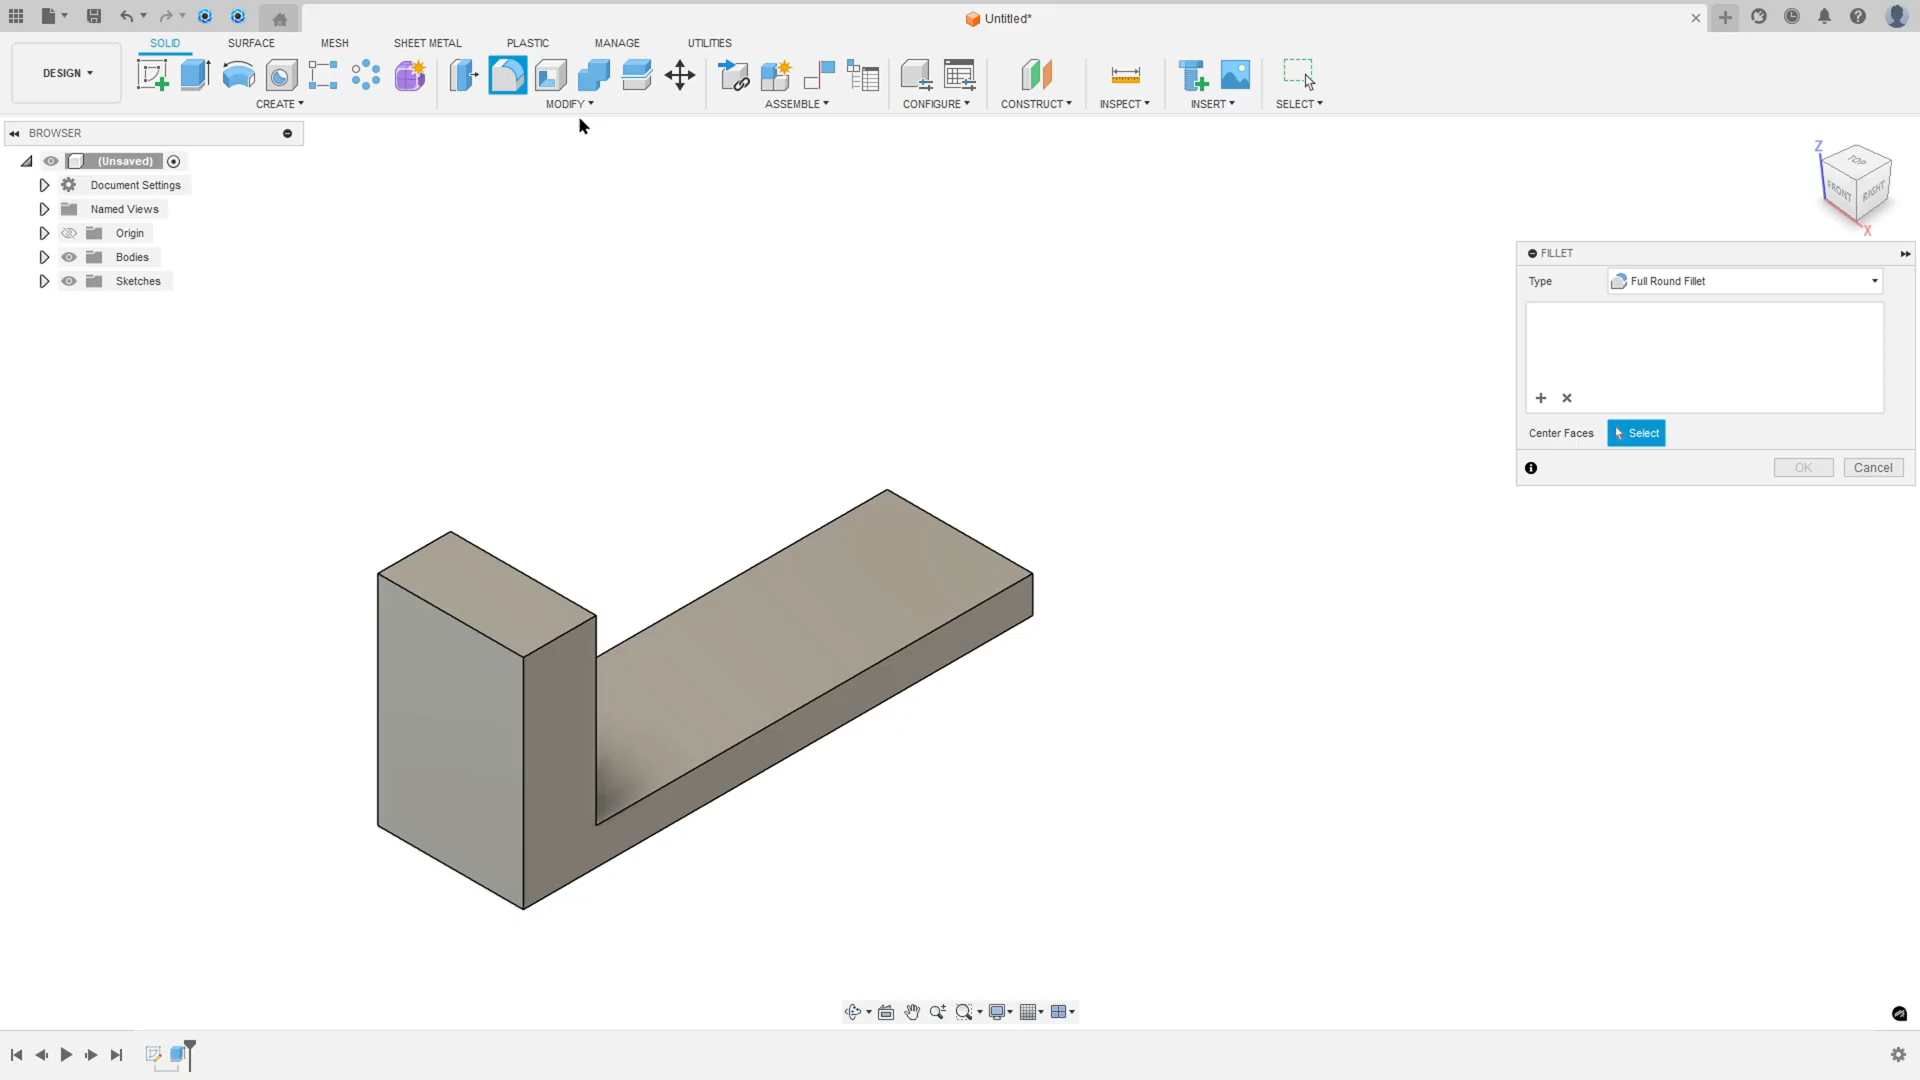 Untitled*
DESIGN
SOLID
SURFACE
MESH
SHEET METAL
PLASTIC
MANAGE
UTILITIES
CREATE
MODIFY
ASSEMBLE
CONFIGURE
CONSTRUCT
INSPECT
INSERT
SELECT
BROWSER
(Unsaved)
Document Settings
Named Views
Origin
Bodies
Sketches
Z
TOP
FRONT
RIGHT
X
FILLET
Type
Full Round Fillet
Center Faces
Select
OK
Cancel